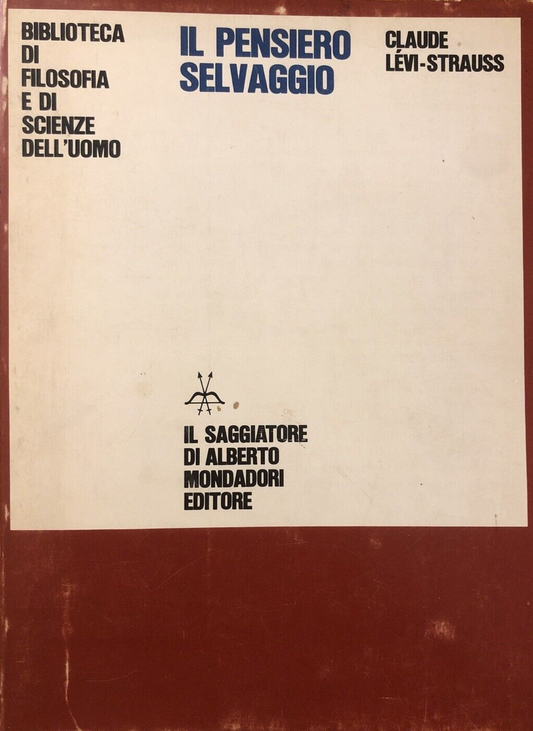 BIBLIOTECA
DI
FILOSOFIA
E DI
SCIENZE
DELL'UOMO
IL PENSIERO
SELVAGGIO
CLAUDE
LÉVI-STRAUSS
IL SAGGIATORE
DI ALBERTO
MONDADORI
EDITORE